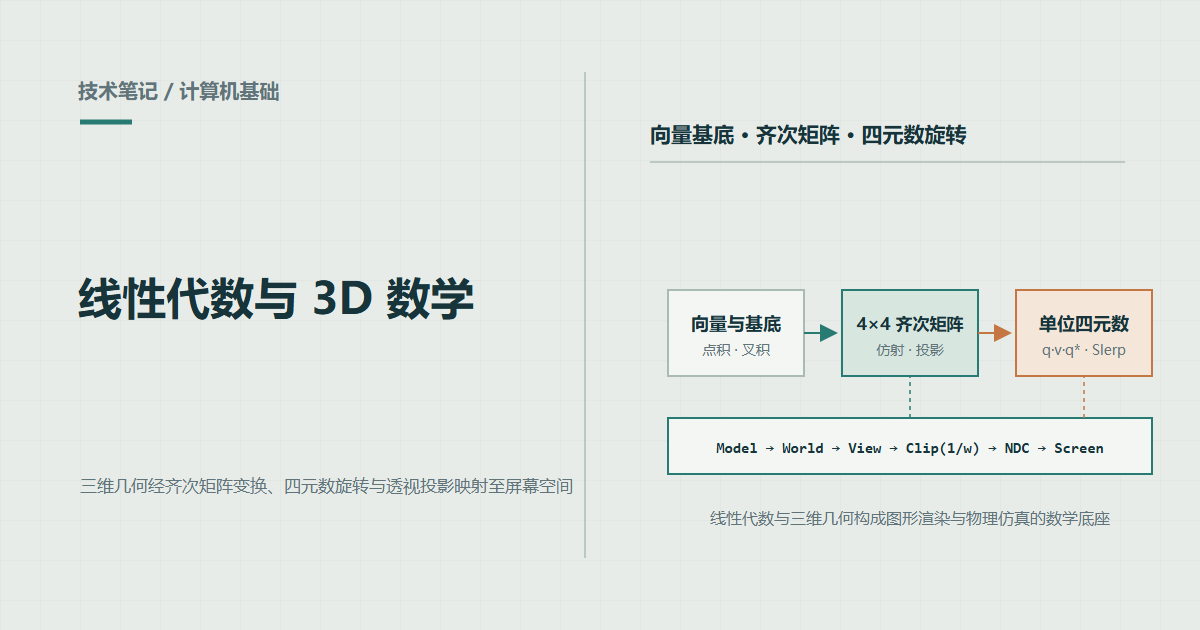 技术笔记 / 计算机基础
线性代数与 3D 数学
三维几何经齐次矩阵变换、四元数旋转与透视投影映射至屏幕空间
向量基底 · 齐次矩阵 · 四元数旋转
向量与基底
点积 · 叉积
4×4 齐次矩阵
仿射 · 投影
单位四元数
q·v·q* · Slerp
Model → World → View → Clip(1/w) → NDC → Screen
线性代数与三维几何构成图形渲染与物理仿真的数学底座